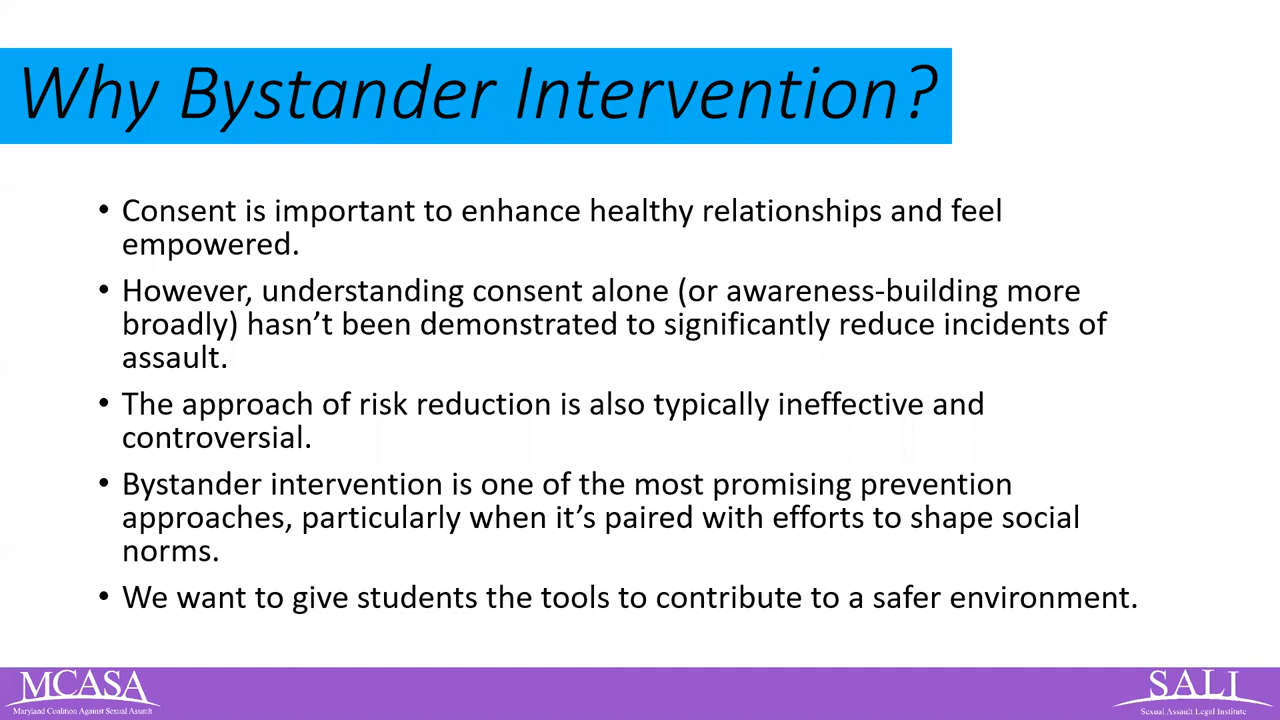 Why Bystander Intervention?
• Consent is important to enhance healthy relationships and feel
empowered.
• However, understanding consent alone (or awareness-building more
broadly) hasn’t been demonstrated to significantly reduce incidents of
assault.
• The approach of risk reduction is also typically ineffective and
controversial.
• Bystander intervention is one of the most promising prevention
approaches, particularly when it’s paired with efforts to shape social
norms.
• We want to give students the tools to contribute to a safer environment.
MCASA
Maryland Coalition Against Sexual Assault
SALI
Sexual Assault Legal Institute